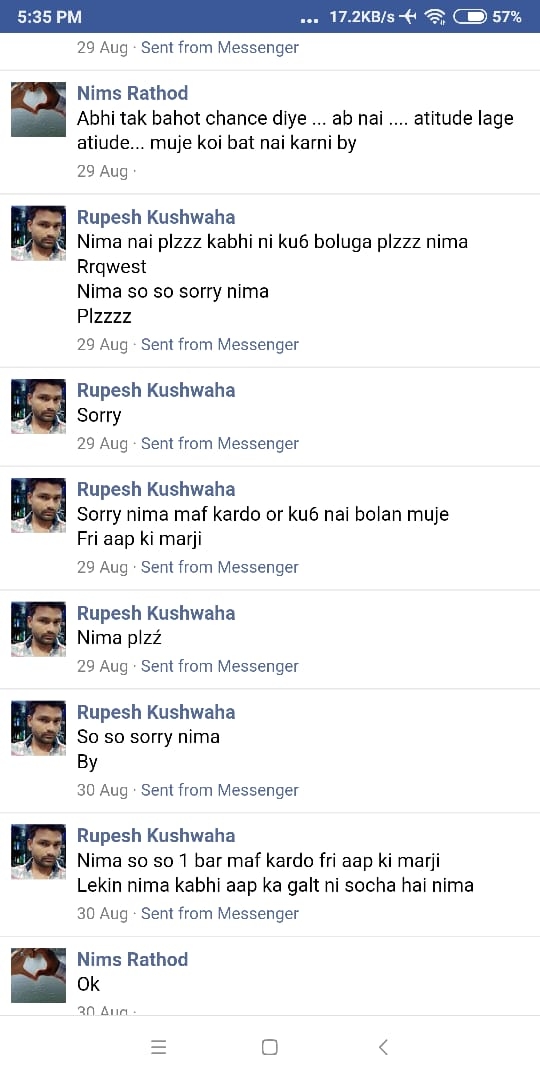 5:35 PM ... 17.2KB/s 57%
29 Aug · Sent from Messenger
Nims Rathod
Abhi tak bahot chance diye ... ab nai .... atitude lage
atiude... muje koi bat nai karni by
29 Aug ·
Rupesh Kushwaha
Nima nai plzzz kabhi ni ku6 boluga plzzz nima
Rrqwest
Nima so so sorry nima
Plzzzz
29 Aug · Sent from Messenger
Rupesh Kushwaha
Sorry
29 Aug · Sent from Messenger
Rupesh Kushwaha
Sorry nima maf kardo or ku6 nai bolan muje
Fri aap ki marji
29 Aug · Sent from Messenger
Rupesh Kushwaha
Nima plzź
29 Aug · Sent from Messenger
Rupesh Kushwaha
So so sorry nima
By
30 Aug · Sent from Messenger
Rupesh Kushwaha
Nima so so 1 bar maf kardo fri aap ki marji
Lekin nima kabhi aap ka galt ni socha hai nima
30 Aug · Sent from Messenger
Nims Rathod
Ok
30 Aug ·